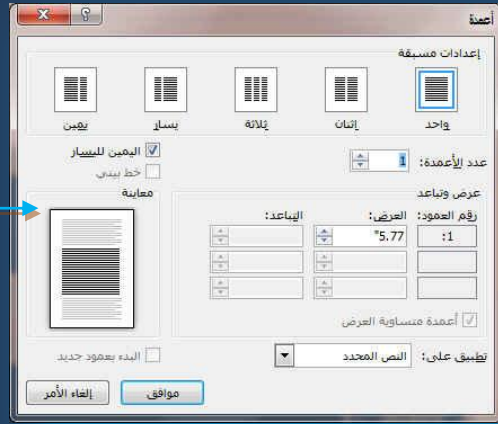 أعمدة
إعدادات مسبقة
واحد إثنان ثلاثة يسار يمين
عدد الأعمدة: 1
اليمين لليسار
خط بيني
عرض وتباعد
رقم العمود: العرض: التباعد:
1: 5.77"
أعمدة متساوية العرض
معاينة
تطبيق على: النص المحدد
البدء بعمود جديد
موافق إلغاء الأمر